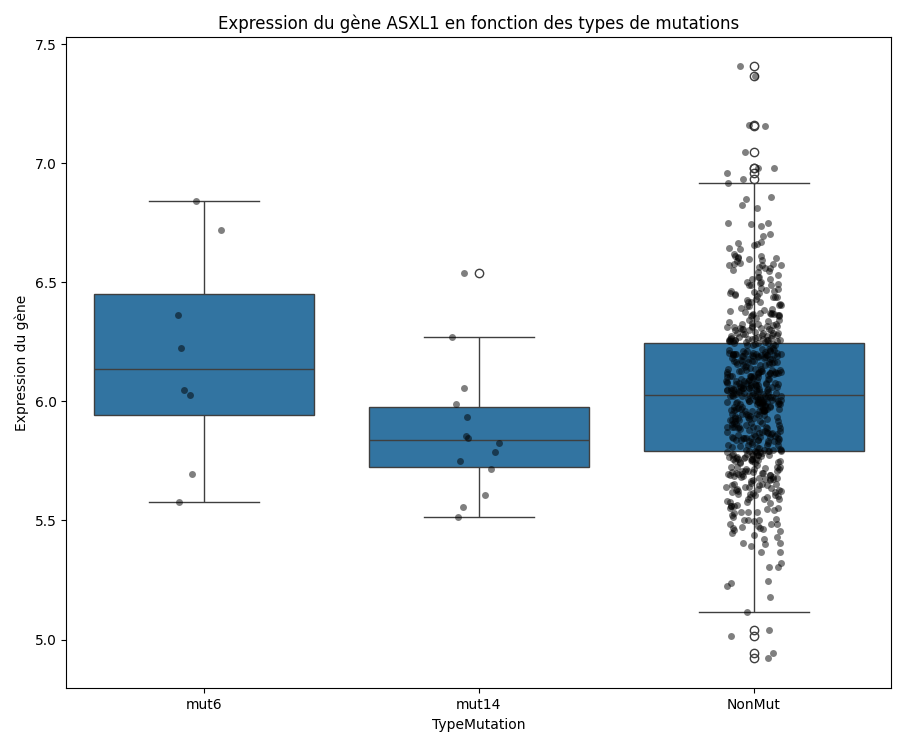 Expression du gène ASXL1 en fonction des types de mutations
7.5
7.0
6.5
6.0
5.5
5.0
Expression du gène
mut6
mut14
NonMut
TypeMutation